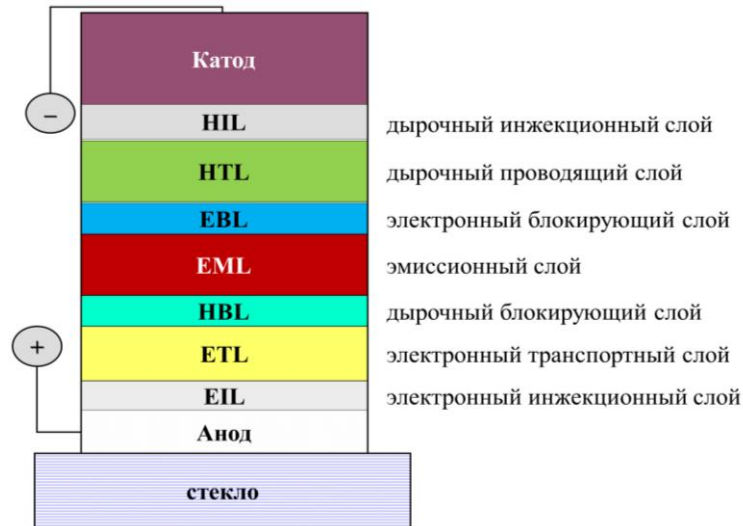 Катод
–
HIL дырочный инжекционный слой
HTL дырочный проводящий слой
EBL электронный блокирующий слой
EML эмиссионный слой
HBL дырочный блокирующий слой
+
ETL электронный транспортный слой
EIL электронный инжекционный слой
Анод
стекло